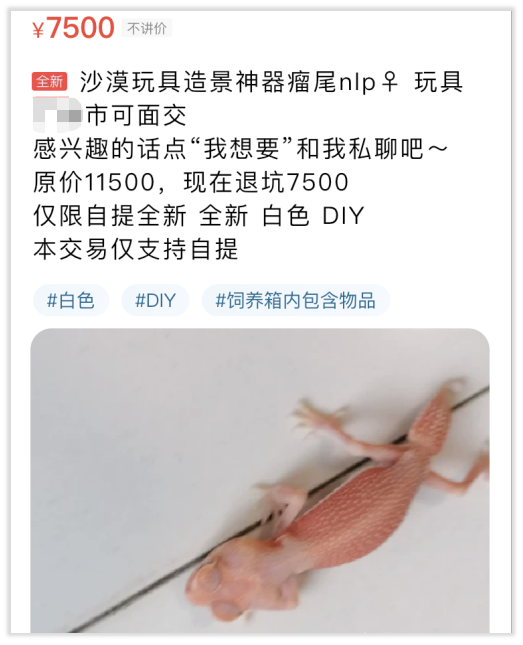 ¥7500 不讲价
全新 沙漠玩具造景神器瘤尾nlp♀ 玩具
市可面交
感兴趣的话点“我想要”和我私聊吧～
原价11500，现在退坑7500
仅限自提全新 全新 白色 DIY
本交易仅支持自提
#白色 #DIY #饲养箱内包含物品